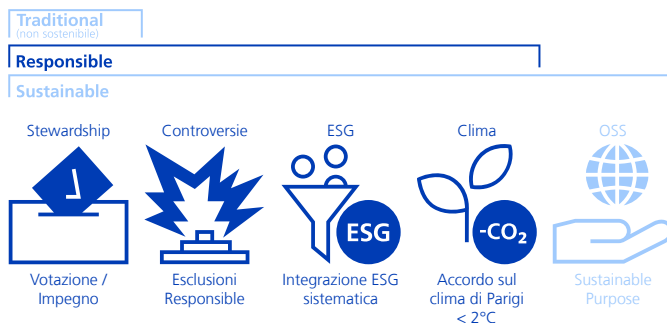 Traditional
(non sostenibile)
Responsible
Sustainable
Stewardship
Controversie
ESG
Clima
OSS
ESG
-CO₂
Votazione /
Impegno
Esclusioni
Responsible
Integrazione ESG
sistematica
Accordo sul
clima di Parigi
< 2°C
Sustainable
Purpose